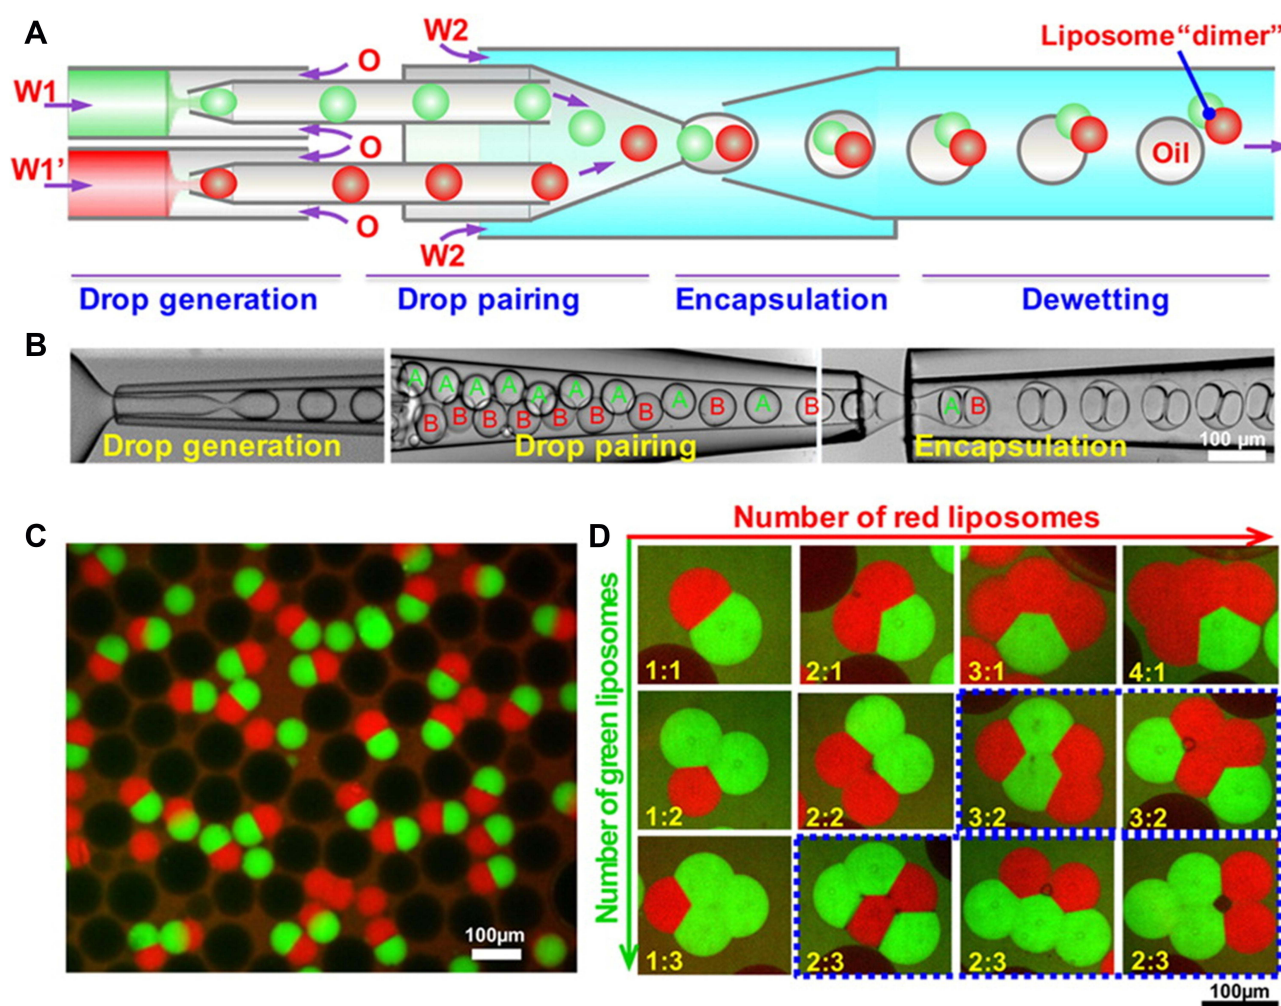 A
W2
O
Liposome“dimer”
W1
O
W1’
Oil
O
W2
Drop generation
Drop pairing
Encapsulation
Dewetting
B
A A A A A A A A B A B
B B B B B B B A B
Drop generation
Drop pairing
Encapsulation
100 µm
C
100µm
D
Number of red liposomes
Number of green liposomes
1:1 2:1 3:1 4:1
1:2 2:2 3:2 3:2
1:3 2:3 2:3 2:3
100µm